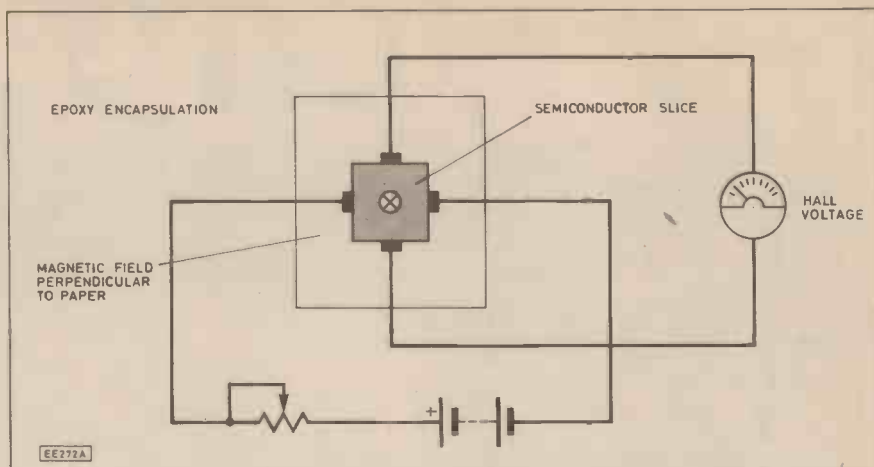 EPOXY ENCAPSULATION
SEMICONDUCTOR SLICE
HALL
VOLTAGE
MAGNETIC FIELD
PERPENDICULAR
TO PAPER
+
EE272A